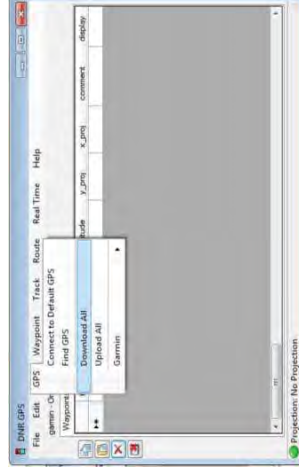 DNR GPS
File Edit GPS Waypoint Track Route Real Time Help
Connect to Default GPS
Find GPS
Download All
Upload All
Garmin
Waypoint
y_proj x_proj comment display
Projection: No Projection